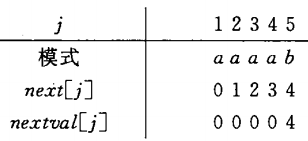 j 1 2 3 4 5
模式 a a a a b
next[j] 0 1 2 3 4
nextval[j] 0 0 0 0 4